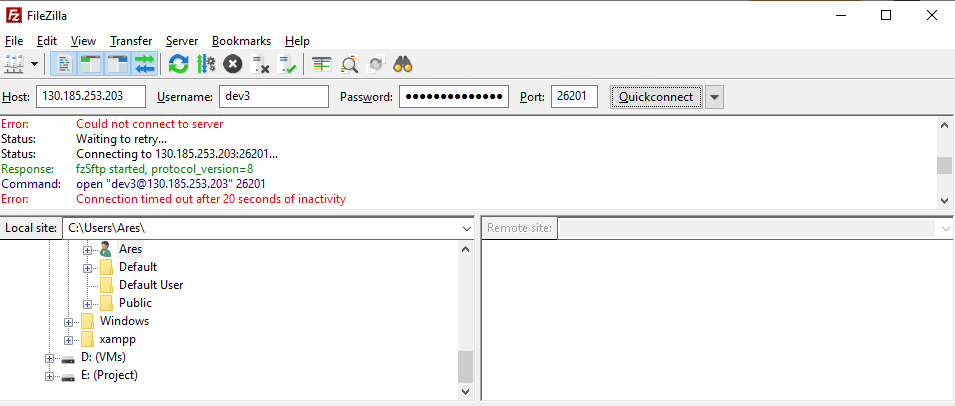 FileZilla
File Edit View Transfer Server Bookmarks Help
Host: 130.185.253.203 Username: dev3 Password: ●●●●●●●●●●●●●● Port: 26201 Quickconnect
Error: Could not connect to server
Status: Waiting to retry...
Status: Connecting to 130.185.253.203:26201...
Response: fzSftp started, protocol_version=8
Command: open "dev3@130.185.253.203" 26201
Error: Connection timed out after 20 seconds of inactivity
Local site: C:\Users\Ares\ Remote site:
Ares
Default
Default User
Public
Windows
xampp
D: (VMs)
E: (Project)